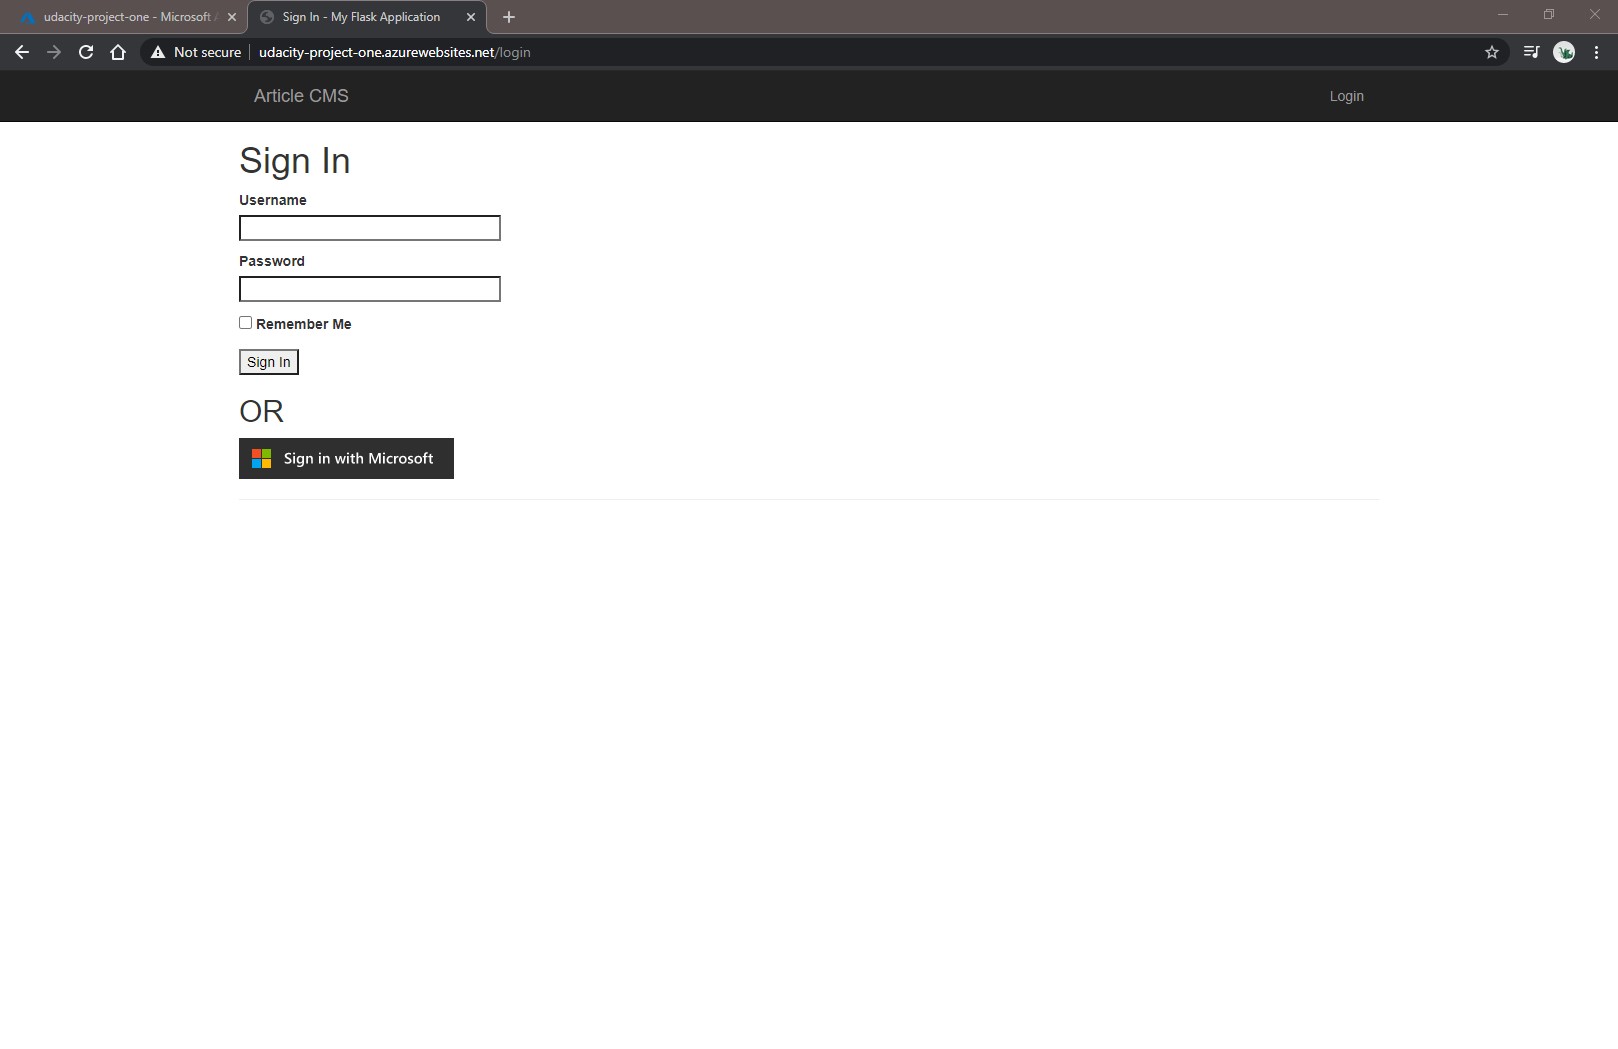 udacity-project-one - Microsoft
Sign In - My Flask Application
Not secure
udacity-project-one.azurewebsites.net/login
Article CMS
Login
Sign In
Username
Password
Remember Me
Sign In
OR
Sign in with Microsoft